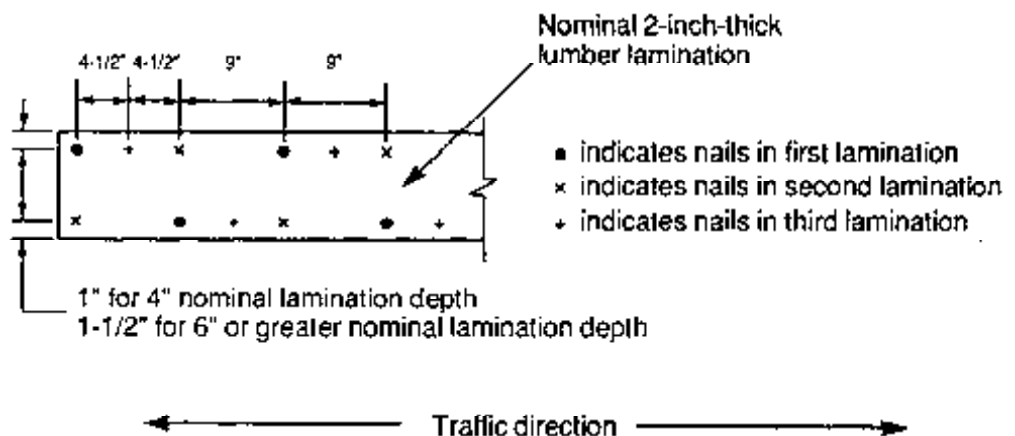 Nominal 2-inch-thick
lumber lamination
4-1/2" 4-1/2" 9" 9"
• indicates nails in first lamination
× indicates nails in second lamination
+ indicates nails in third lamination
1" for 4" nominal lamination depth
1-1/2" for 6" or greater nominal lamination depth
Traffic direction